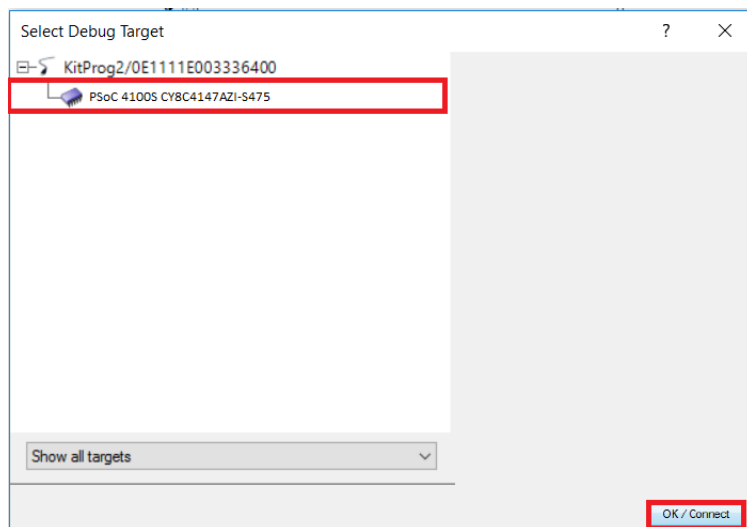 Select Debug Target
KitProg2/0E1111E003336400
PSoC 4100S CY8C4147AZI-S475
Show all targets
OK / Connect